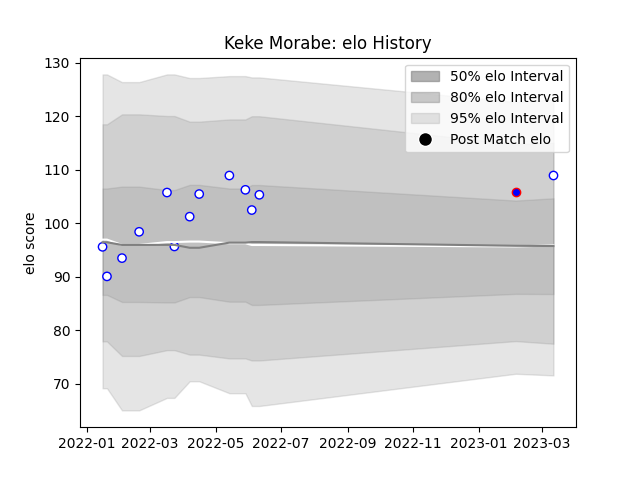 Keke Morabe: elo History
130
120
110
100
90
80
70
elo score
50% elo Interval
80% elo Interval
95% elo Interval
Post Match elo
2022-01 2022-03 2022-05 2022-07 2022-09 2022-11 2023-01 2023-03